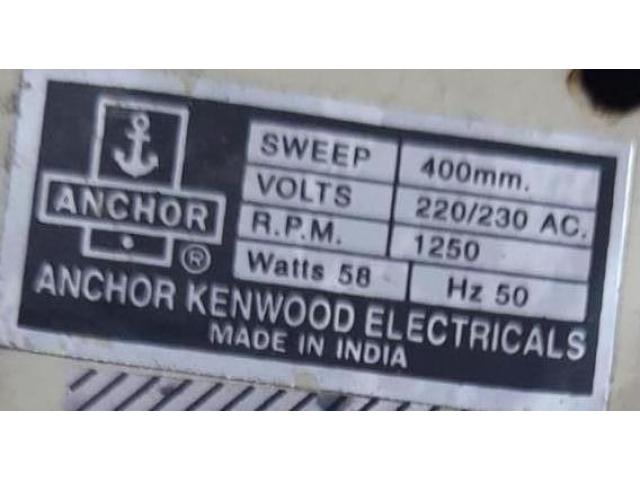 ANCHOR
®
SWEEP 400mm.
VOLTS 220/230 AC.
R.P.M. 1250
Watts 58 Hz 50
ANCHOR KENWOOD ELECTRICALS
MADE IN INDIA